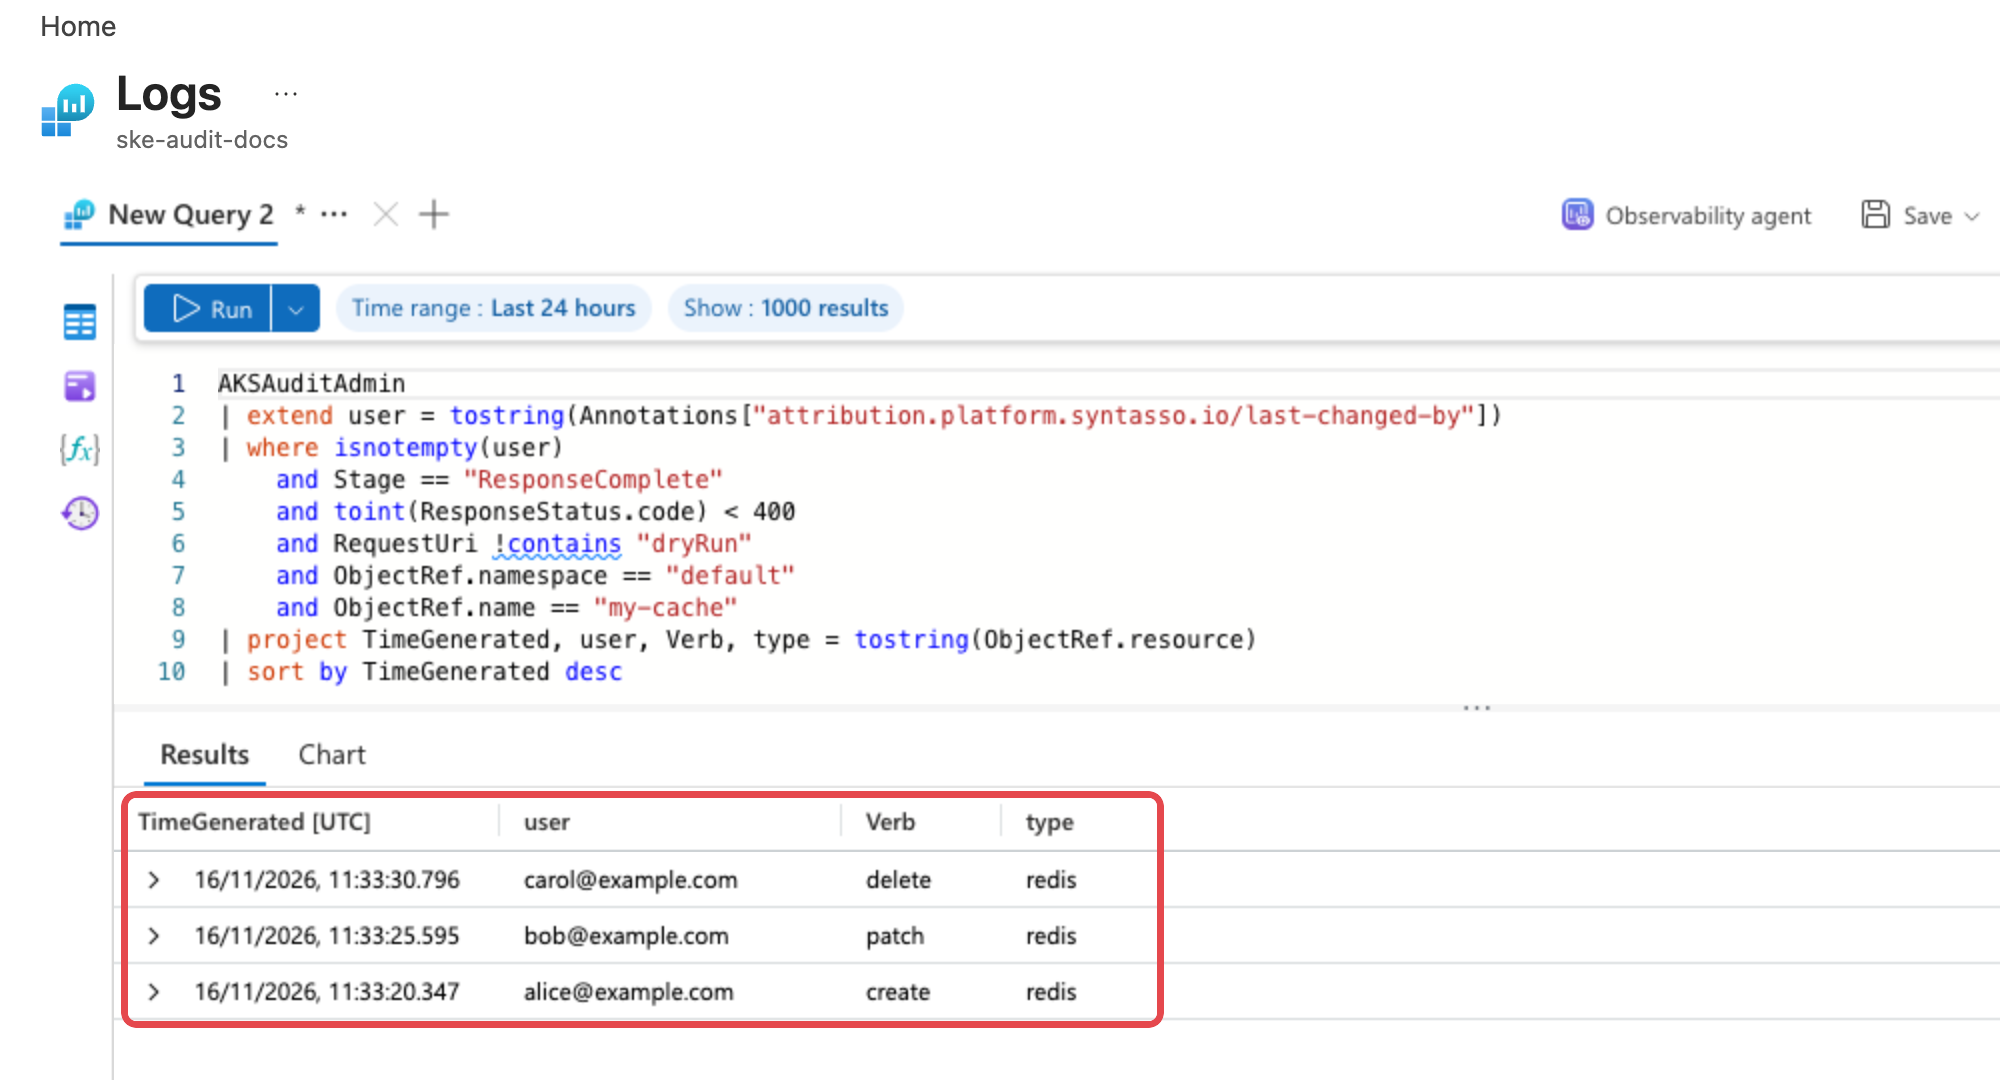 Home
Logs ...
ske-audit-docs
New Query 2 * ...
Observability agent
Save
Run
Time range : Last 24 hours
Show : 1000 results
1 AKSAuditAdmin
2 | extend user = tostring(Annotations["attribution.platform.syntasso.io/last-changed-by"])
3 | where isnotempty(user)
4 and Stage == "ResponseComplete"
5 and toint(ResponseStatus.code) < 400
6 and RequestUri !contains "dryRun"
7 and ObjectRef.namespace == "default"
8 and ObjectRef.name == "my-cache"
9 | project TimeGenerated, user, Verb, type = tostring(ObjectRef.resource)
10 | sort by TimeGenerated desc
{fx}
...
Results Chart
TimeGenerated [UTC] user Verb type
16/11/2026, 11:33:30.796 carol@example.com delete redis
16/11/2026, 11:33:25.595 bob@example.com patch redis
16/11/2026, 11:33:20.347 alice@example.com create redis